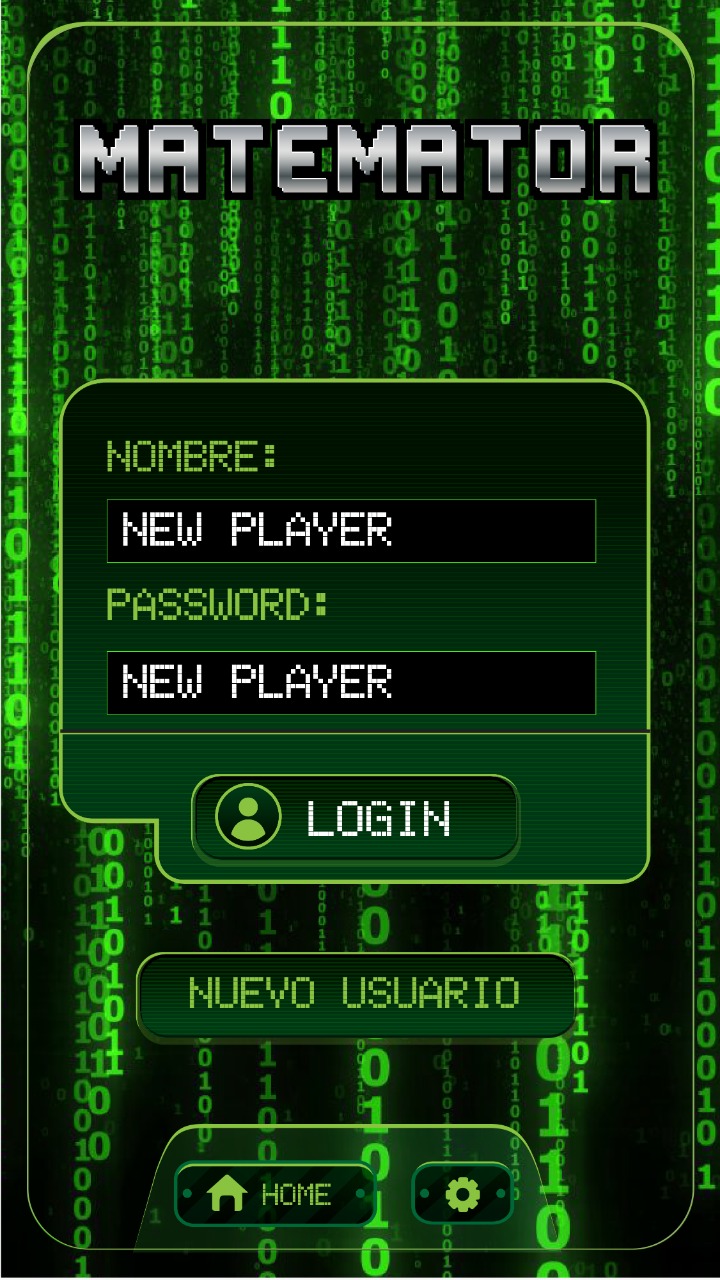 MATEMATOR
NOMBRE:
NEW PLAYER
PASSWORD:
NEW PLAYER
LOGIN
NUEVO USUARIO
HOME